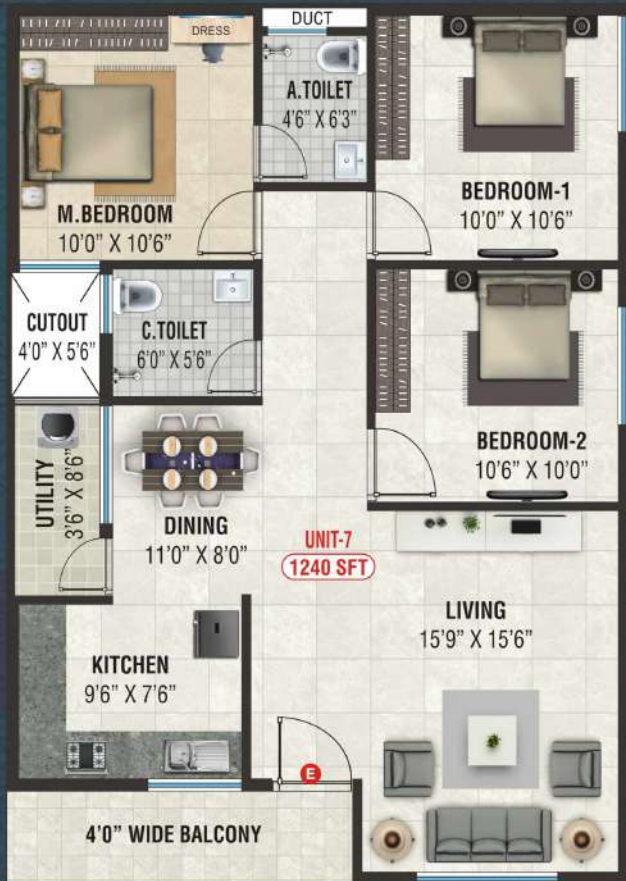 DUCT
DRESS
A.TOILET
4'6" X 6'3"
M.BEDROOM
10'0" X 10'6"
BEDROOM-1
10'0" X 10'6"
CUTOUT
4'0" X 5'6"
C.TOILET
6'0" X 5'6"
BEDROOM-2
10'6" X 10'0"
UTILITY
3'6" X 8'6"
DINING
11'0" X 8'0"
UNIT-7
1240 SFT
LIVING
15'9" X 15'6"
KITCHEN
9'6" X 7'6"
E
4'0" WIDE BALCONY